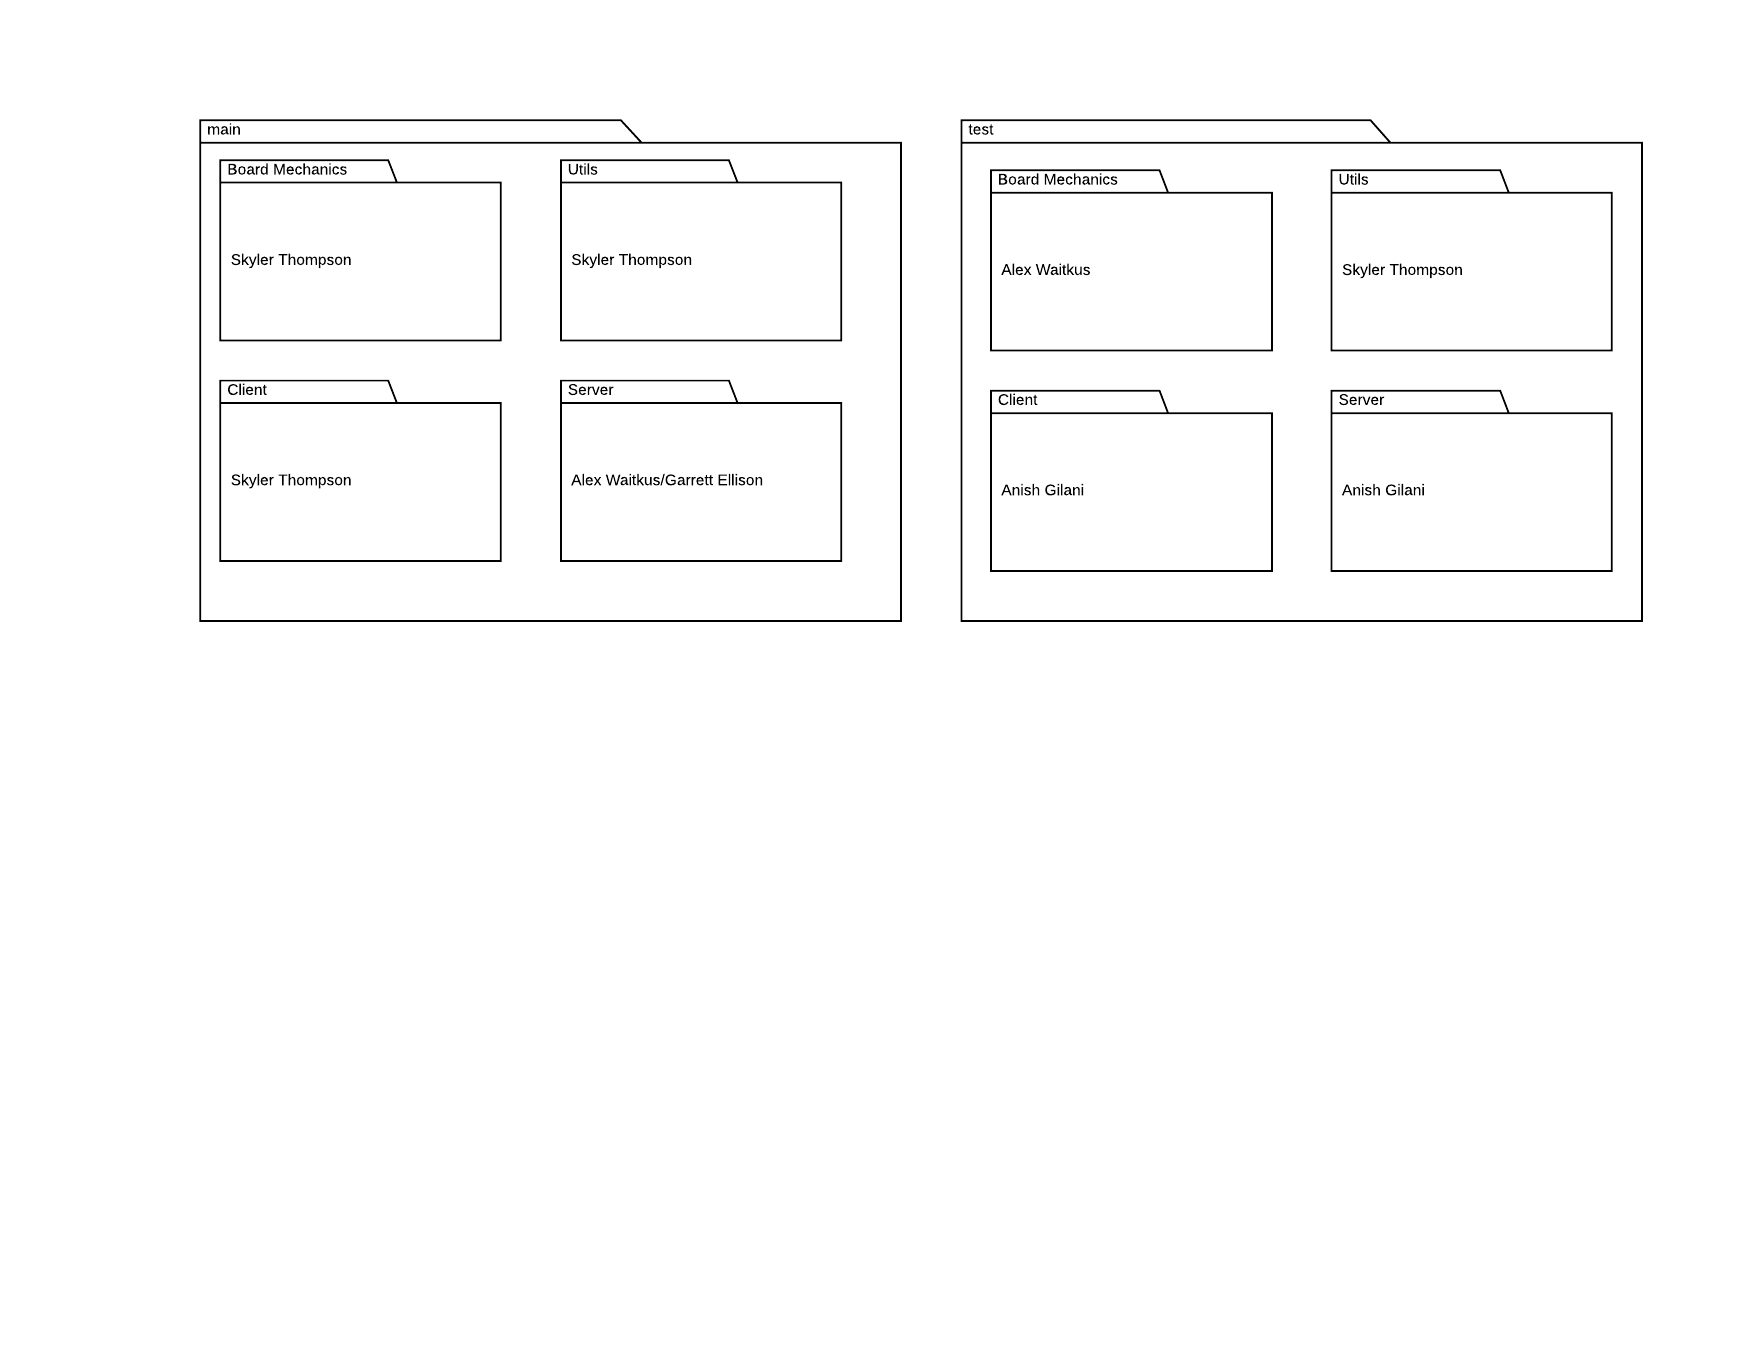 main
Board Mechanics
Skyler Thompson
Utils
Skyler Thompson
Client
Skyler Thompson
Server
Alex Waitkus/Garrett Ellison
test
Board Mechanics
Alex Waitkus
Utils
Skyler Thompson
Client
Anish Gilani
Server
Anish Gilani